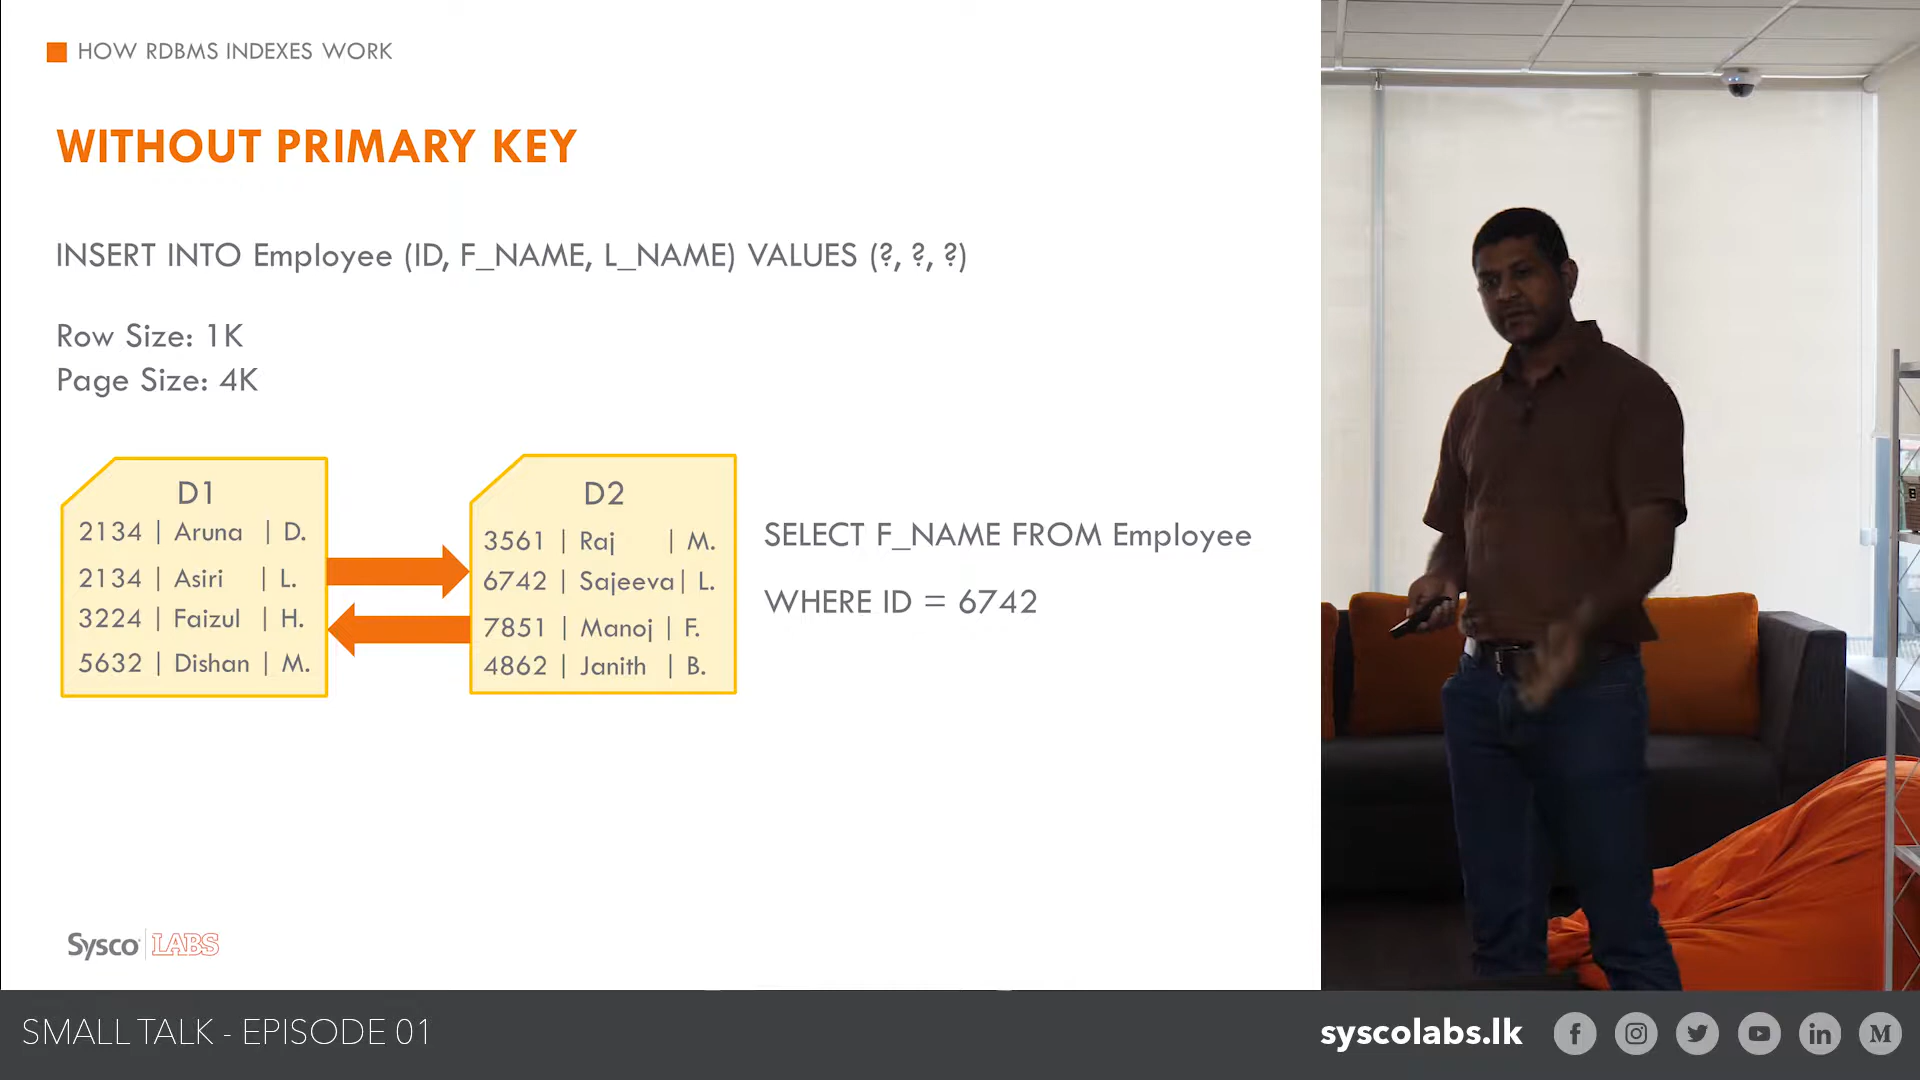 HOW RDBMS INDEXES WORK
WITHOUT PRIMARY KEY
INSERT INTO Employee (ID, F_NAME, L_NAME) VALUES (?, ?, ?)
Row Size: 1K
Page Size: 4K
D1
2134 | Aruna | D.
2134 | Asiri | L.
3224 | Faizul | H.
5632 | Dishan | M.
D2
3561 | Raj | M.
6742 | Sajeeva | L.
7851 | Manoj | F.
4862 | Janith | B.
SELECT F_NAME FROM Employee
WHERE ID = 6742
Sysco | LABS
SMALL TALK - EPISODE 01
syscolabs.lk